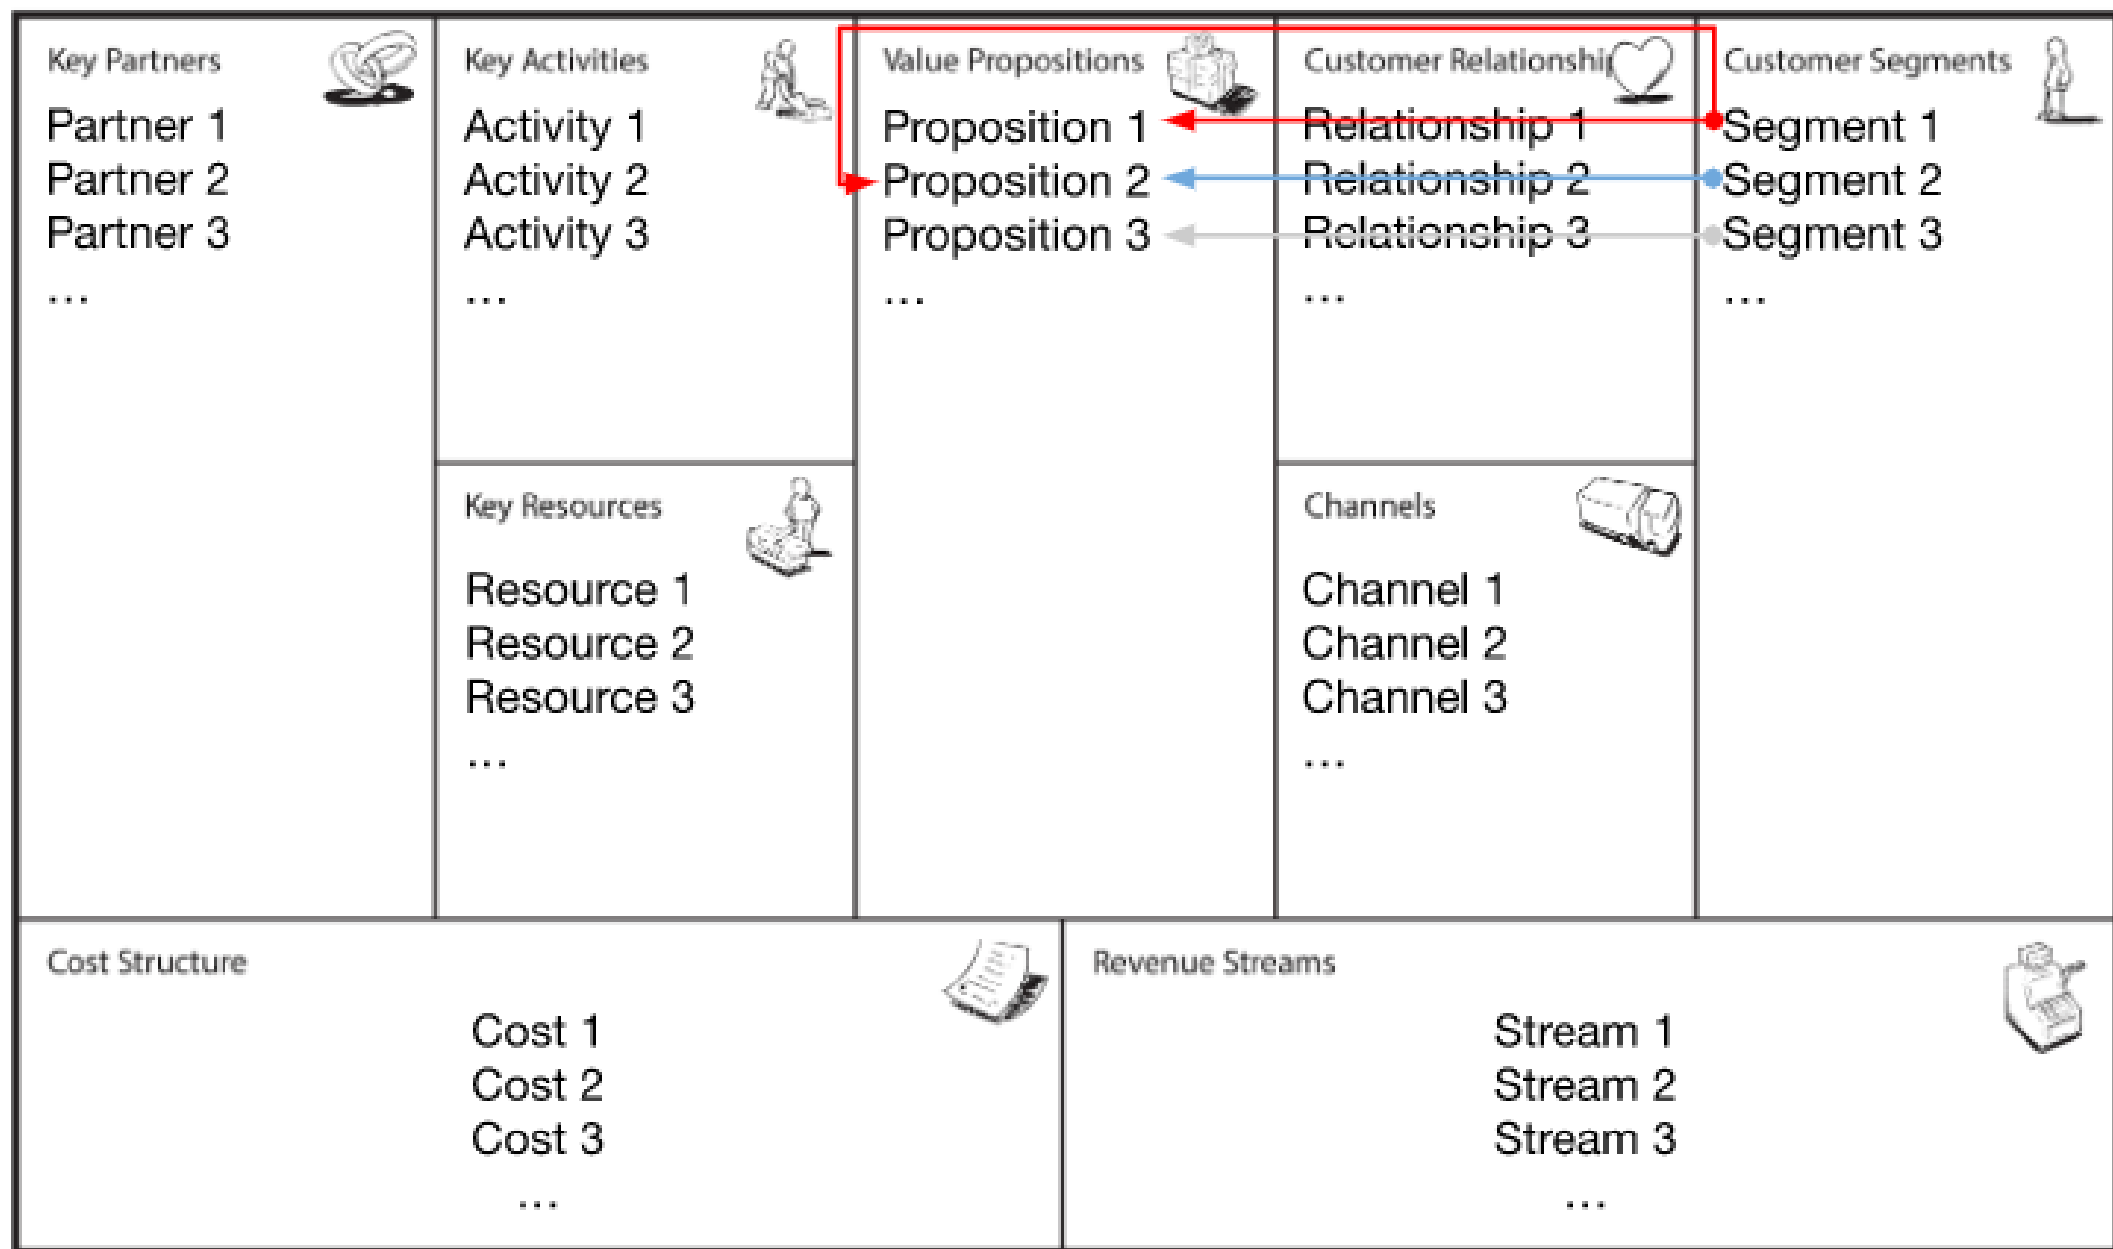 Key Partners
Partner 1
Partner 2
Partner 3
...
Key Activities
Activity 1
Activity 2
Activity 3
...
Key Resources
Resource 1
Resource 2
Resource 3
...
Value Propositions
Proposition 1
Proposition 2
Proposition 3
...
Customer Relationship
Relationship 1
Relationship 2
Relationship 3
...
Channels
Channel 1
Channel 2
Channel 3
...
Customer Segments
Segment 1
Segment 2
Segment 3
...
Cost Structure
Cost 1
Cost 2
Cost 3
...
Revenue Streams
Stream 1
Stream 2
Stream 3
...